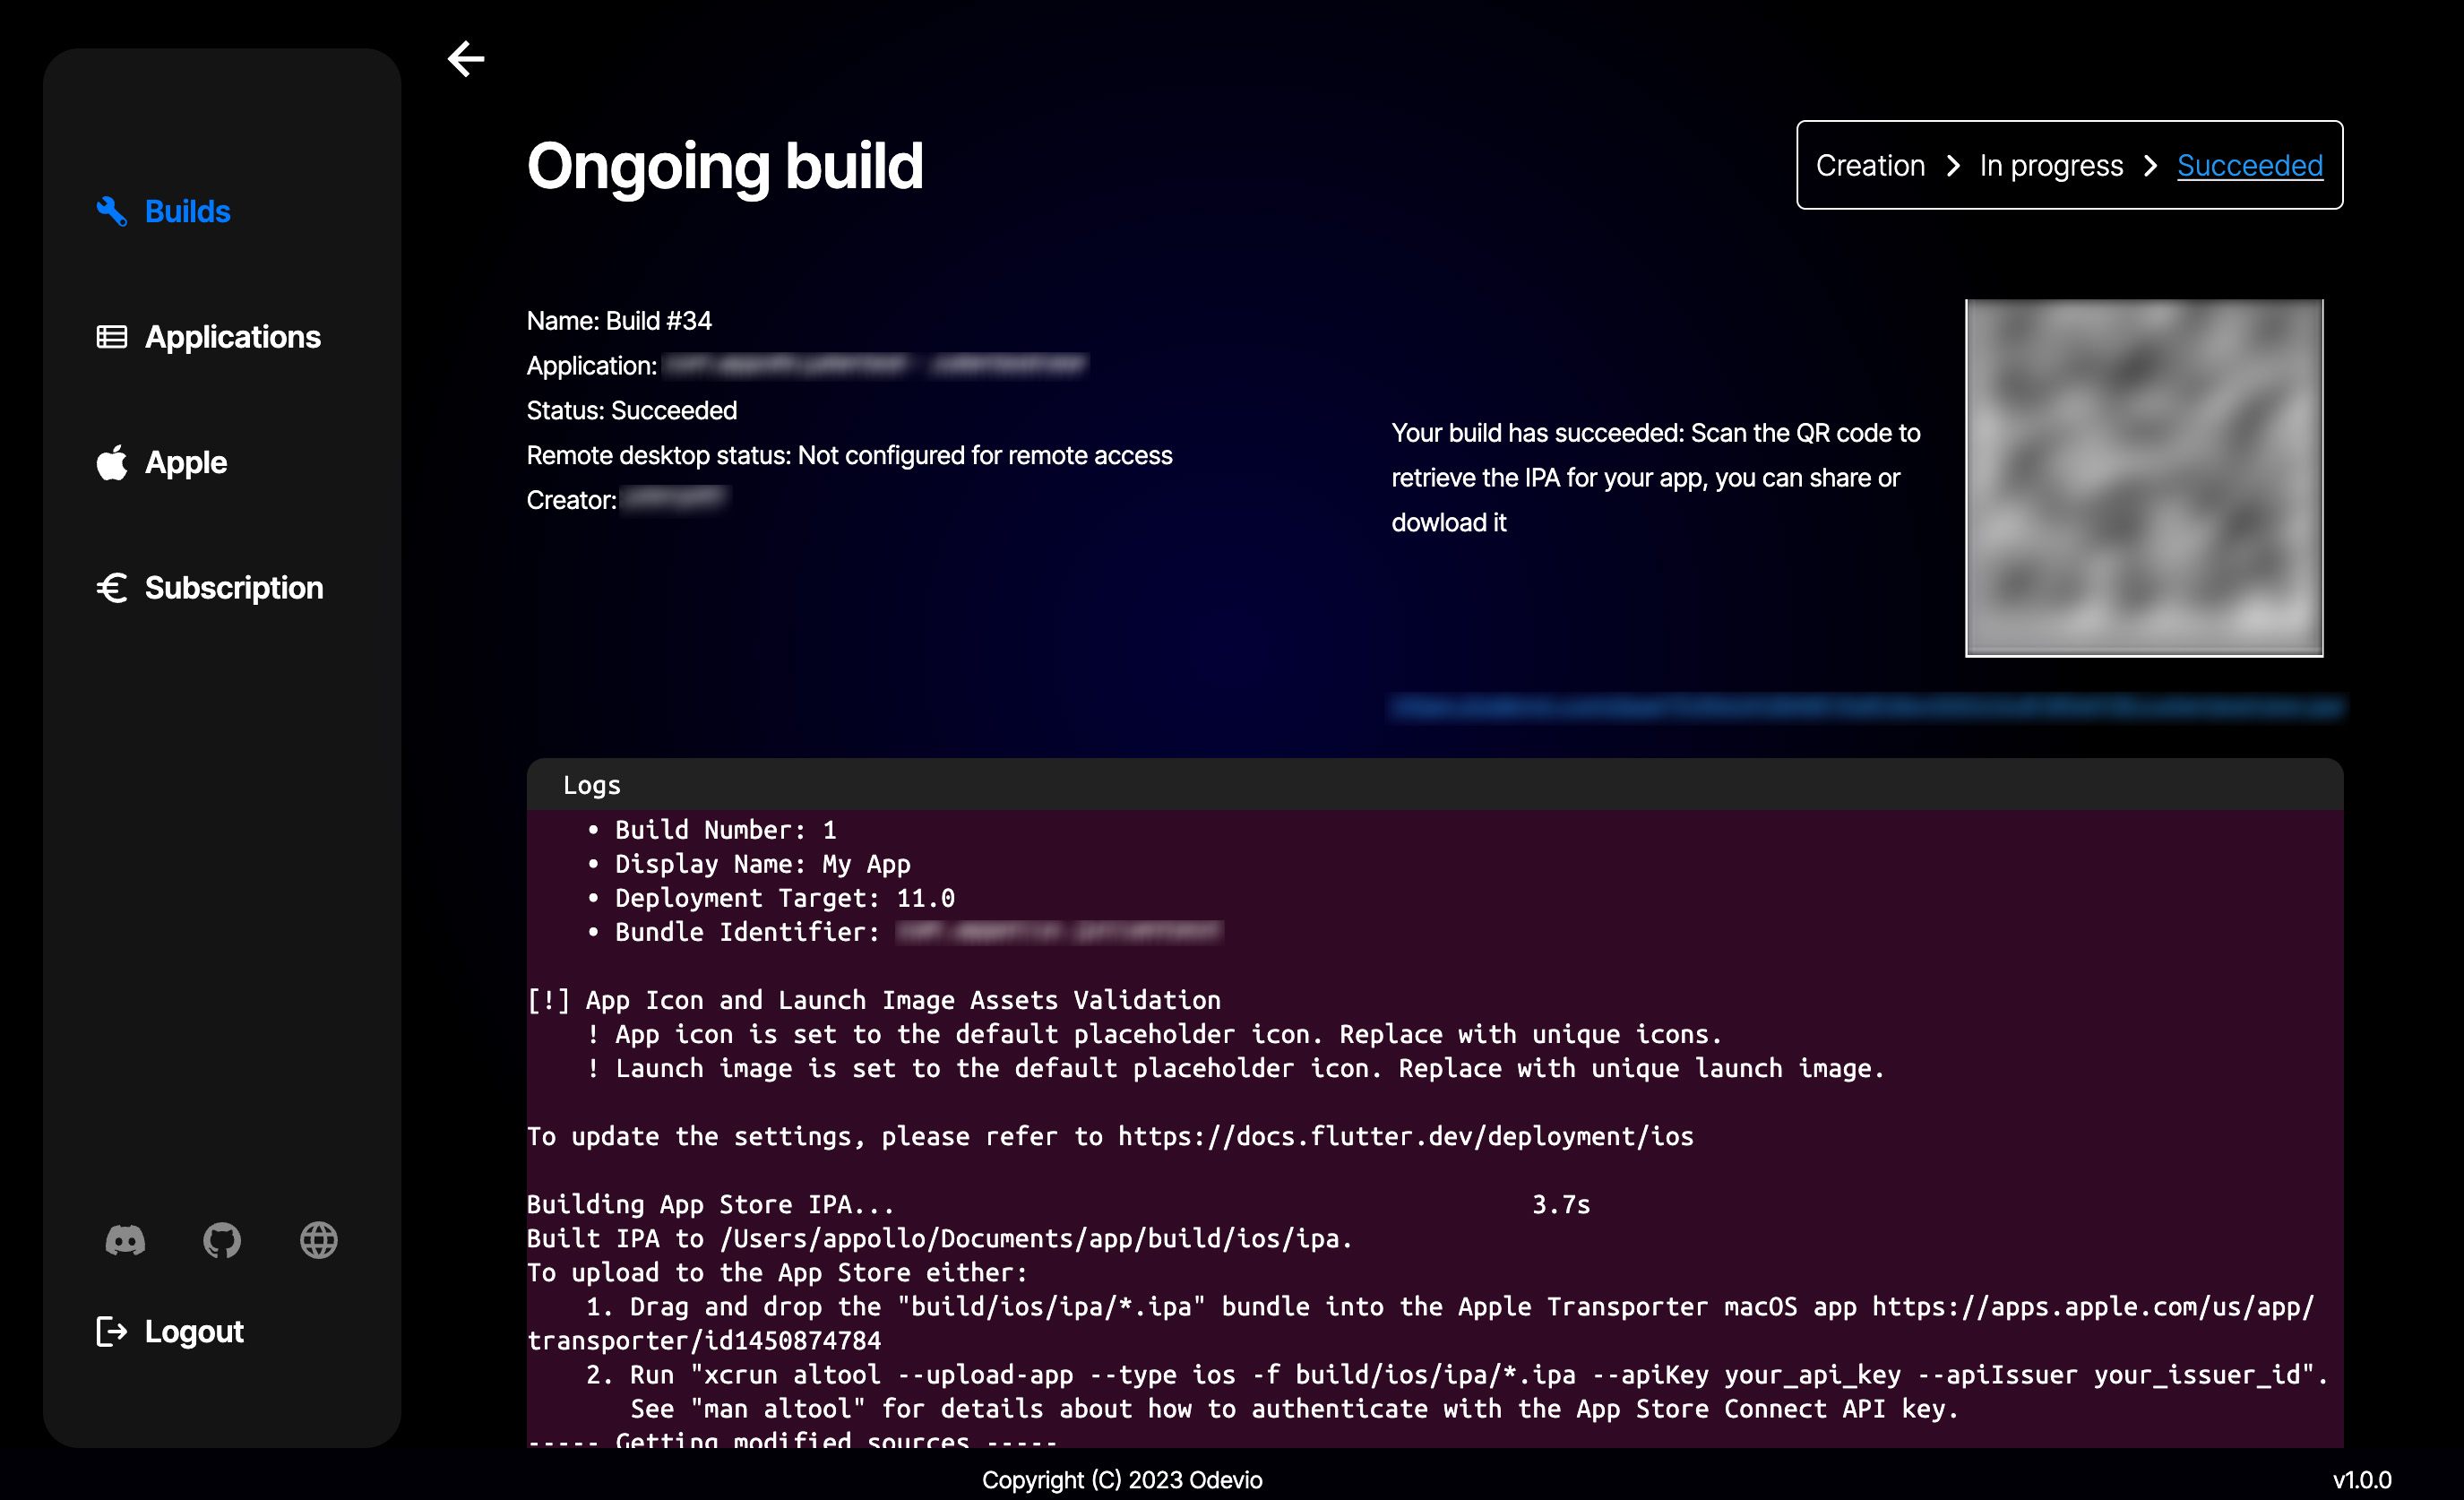 Builds
Applications
Apple
Subscription
Logout
Ongoing build
Creation > In progress > Succeeded
Name: Build #34
Application:
Status: Succeeded
Remote desktop status: Not configured for remote access
Creator:
Your build has succeeded: Scan the QR code to
retrieve the IPA for your app, you can share or
dowload it
Logs
• Build Number: 1
• Display Name: My App
• Deployment Target: 11.0
• Bundle Identifier:
[!] App Icon and Launch Image Assets Validation
! App icon is set to the default placeholder icon. Replace with unique icons.
! Launch image is set to the default placeholder icon. Replace with unique launch image.
To update the settings, please refer to https://docs.flutter.dev/deployment/ios
Building App Store IPA... 3.7s
Built IPA to /Users/appollo/Documents/app/build/ios/ipa.
To upload to the App Store either:
1. Drag and drop the "build/ios/ipa/*.ipa" bundle into the Apple Transporter macOS app https://apps.apple.com/us/app/
transporter/id1450874784
2. Run "xcrun altool --upload-app --type ios -f build/ios/ipa/*.ipa --apiKey your_api_key --apiIssuer your_issuer_id".
See "man altool" for details about how to authenticate with the App Store Connect API key.
----- Getting modified sources -----
Copyright (C) 2023 Odevio
v1.0.0